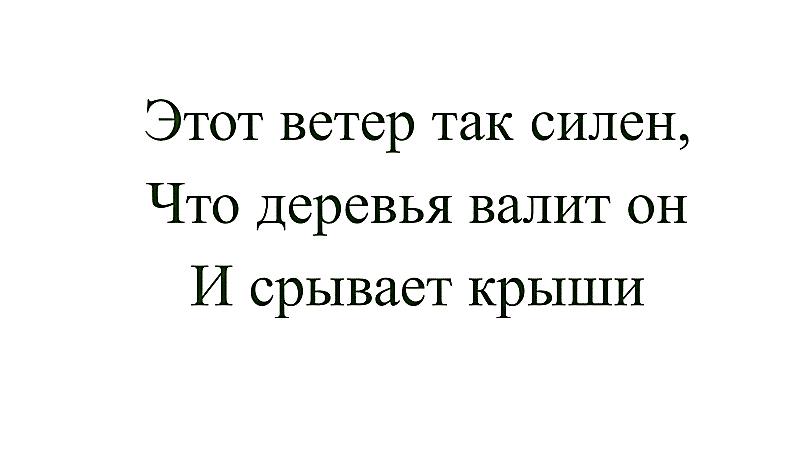 Этот ветер так силен,
Что деревья валит он
И срывает крыши